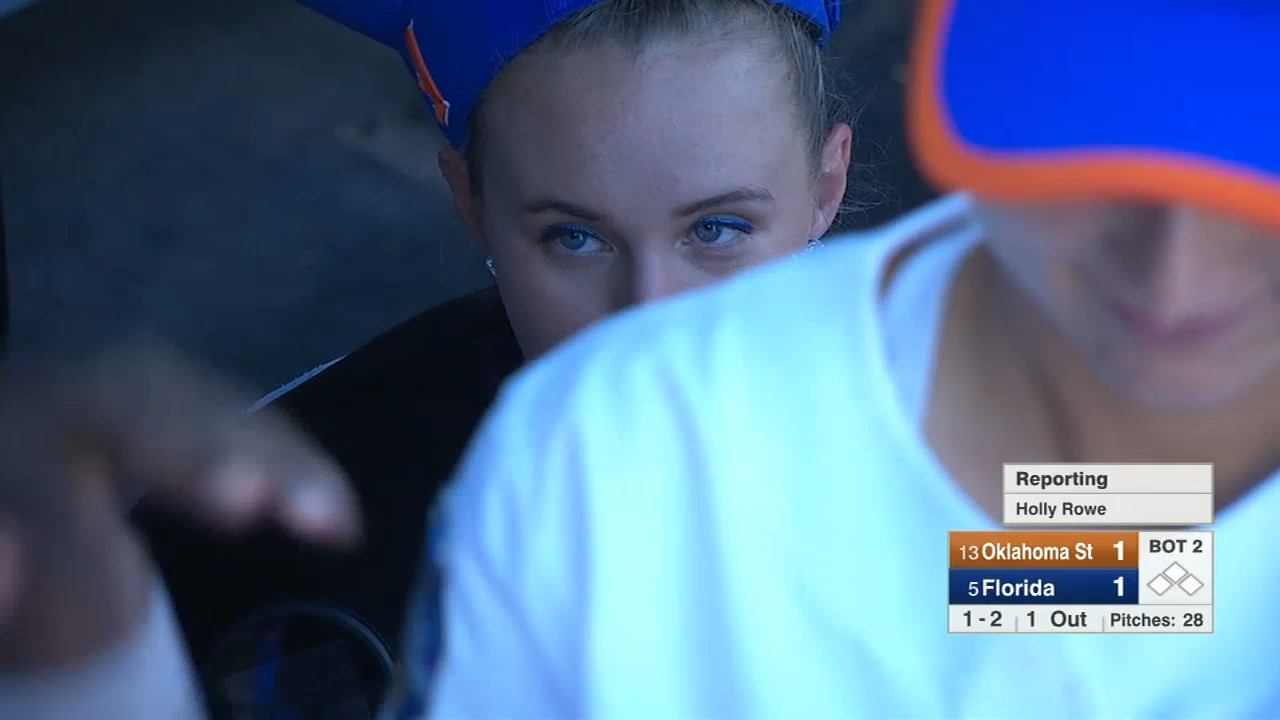 Reporting
Holly Rowe
13 Oklahoma St 1 BOT 2
5 Florida 1
1 - 2 1 Out Pitches: 28